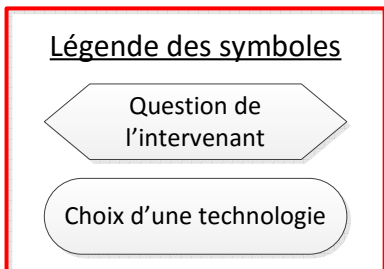 Légende des symboles
Question de
l’intervenant
Choix d’une technologie